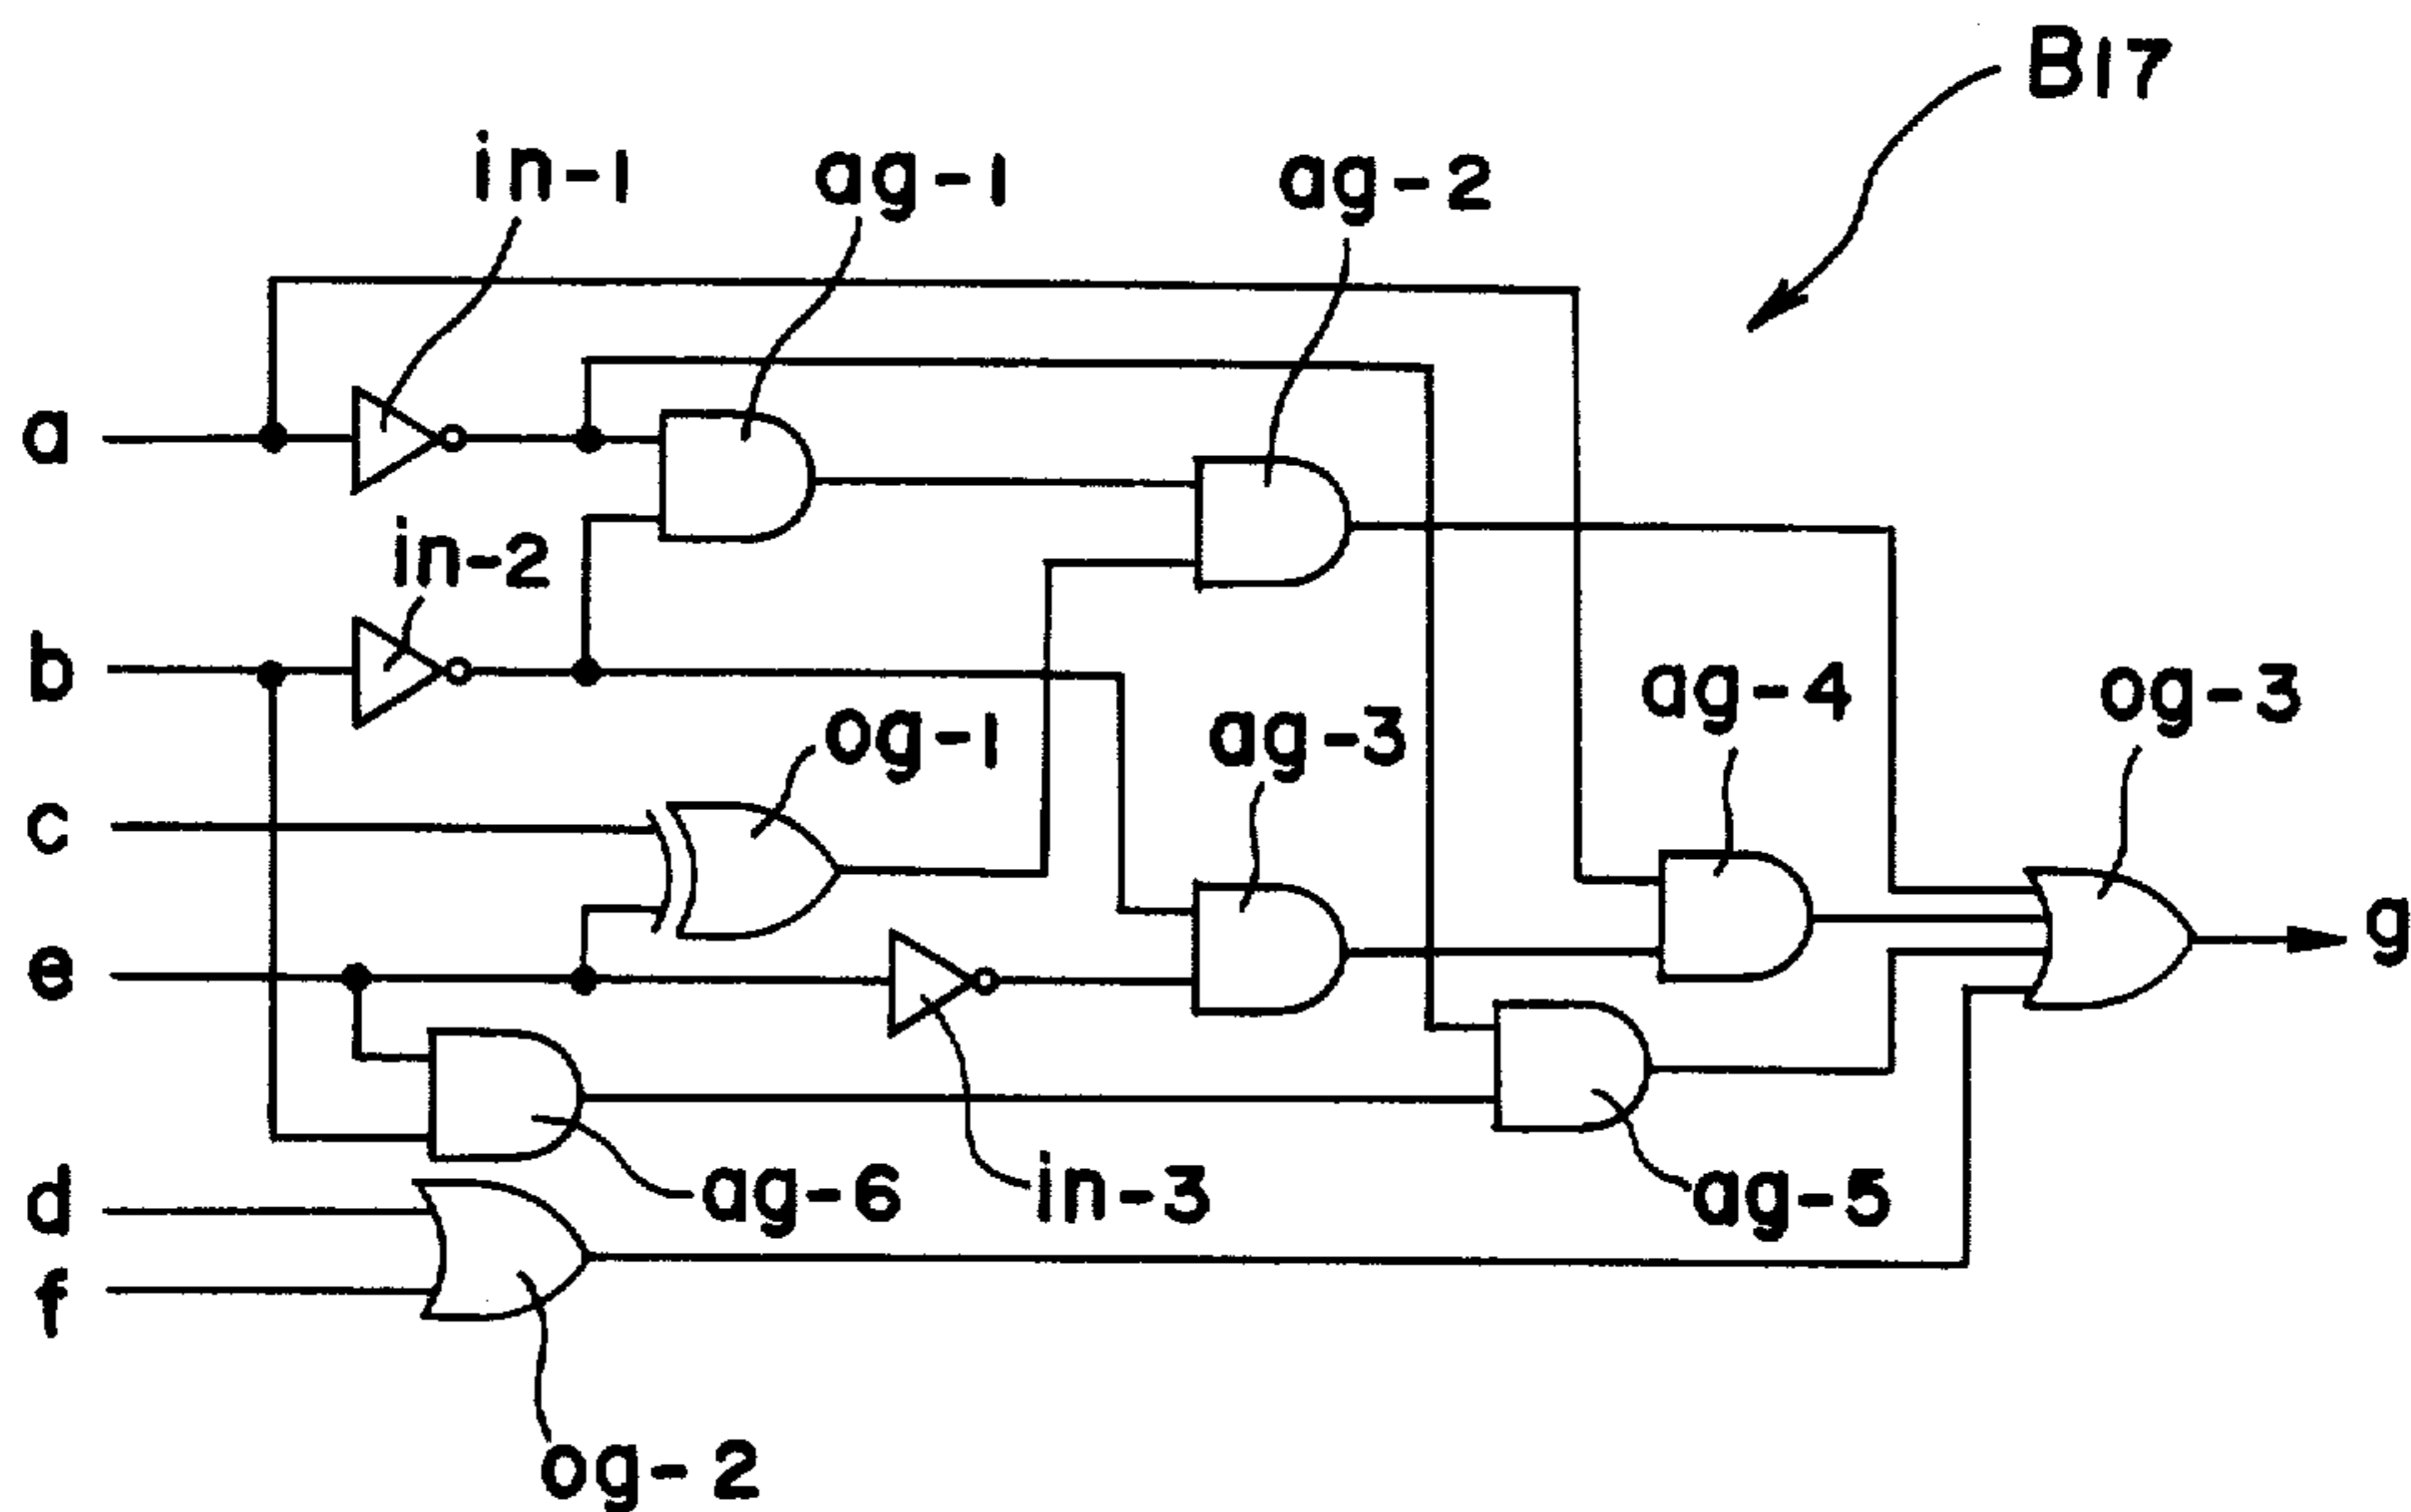 B17
in-1
ag-1
ag-2
a
in-2
b
ag-4
og-3
og-1
ag-3
c
g
e
ag-6
in-3
ag-5
d
f
og-2